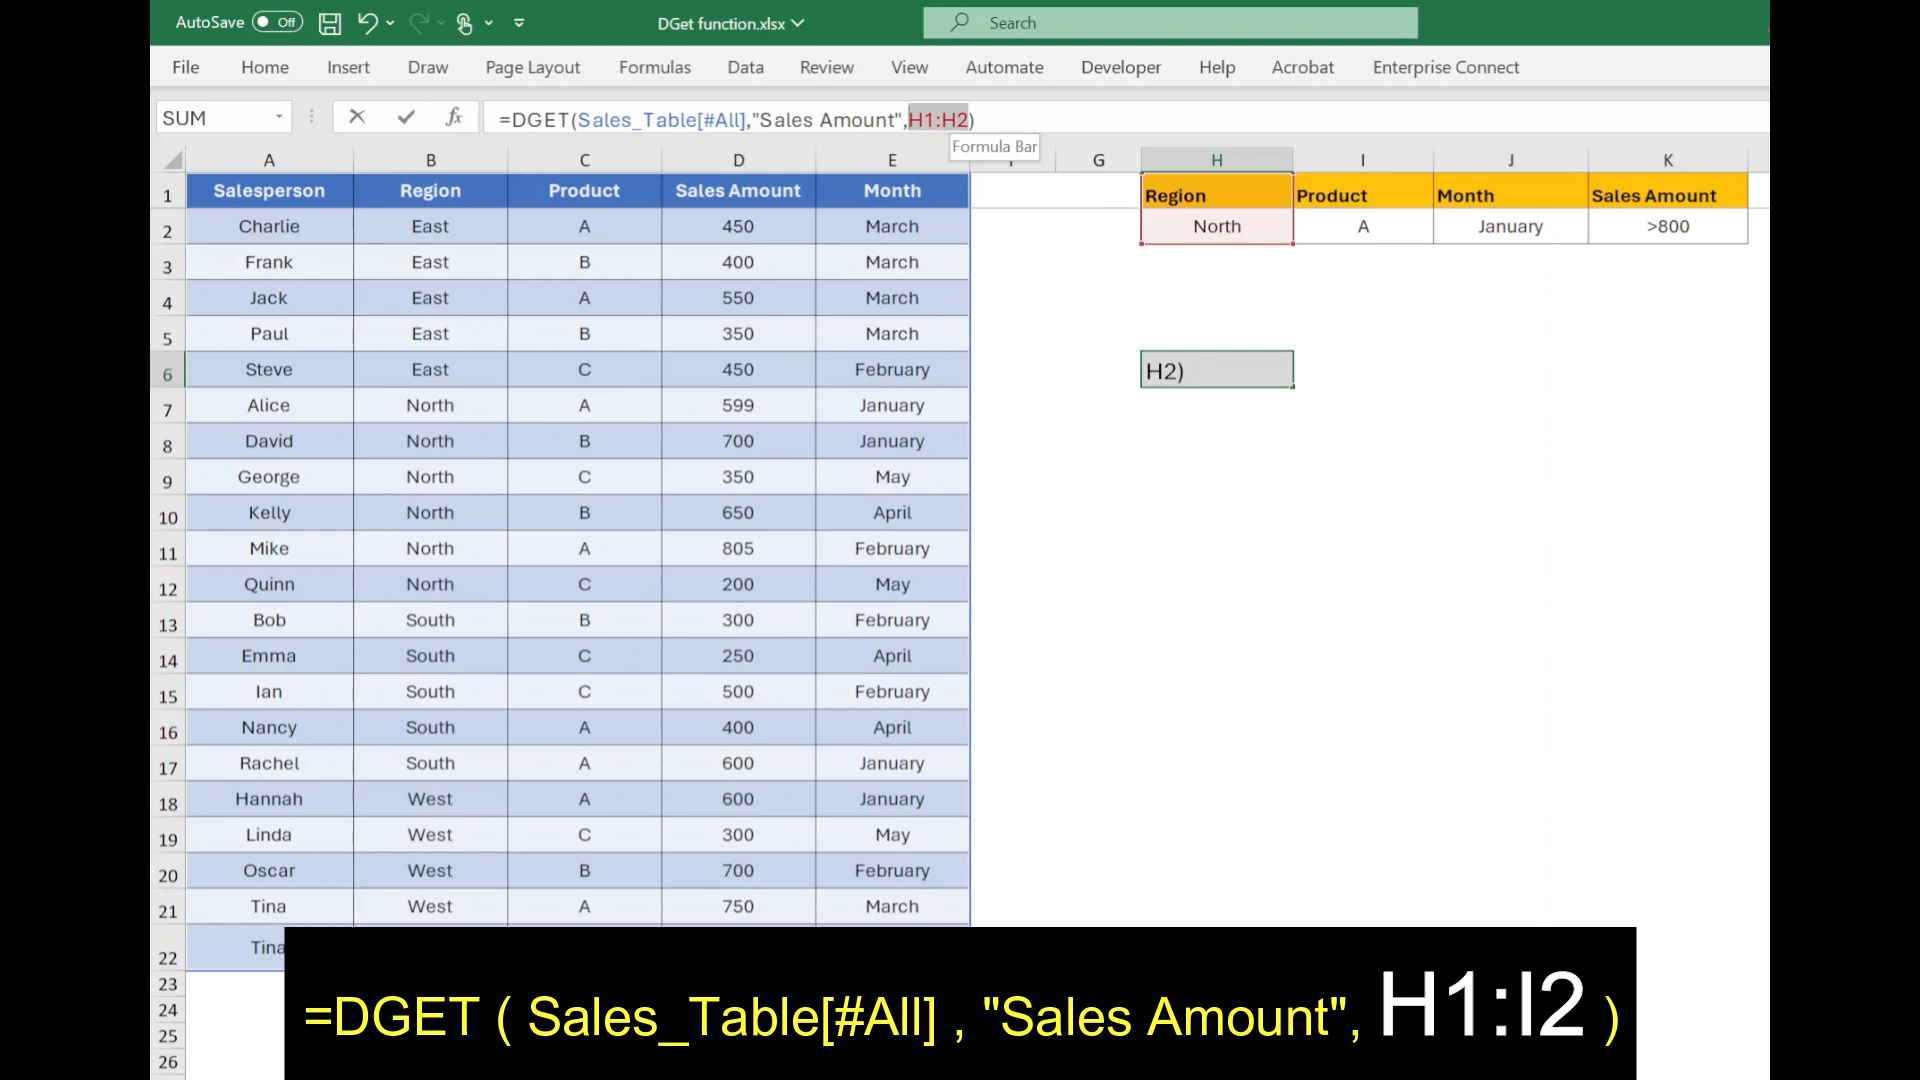 AutoSave Off DGet function.xlsx Search
File Home Insert Draw Page Layout Formulas Data Review View Automate Developer Help Acrobat Enterprise Connect
SUM fx =DGET(Sales_Table[#All],"Sales Amount",H1:H2)
Formula Bar
A B C D E G H I J K
1 Salesperson Region Product Sales Amount Month Region Product Month Sales Amount
2 Charlie East A 450 March North A January >800
3 Frank East B 400 March
4 Jack East A 550 March
5 Paul East B 350 March
6 Steve East C 450 February H2)
7 Alice North A 599 January
8 David North B 700 January
9 George North C 350 May
10 Kelly North B 650 April
11 Mike North A 805 February
12 Quinn North C 200 May
13 Bob South B 300 February
14 Emma South C 250 April
15 Ian South C 500 February
16 Nancy South A 400 April
17 Rachel South A 600 January
18 Hannah West A 600 January
19 Linda West C 300 May
20 Oscar West B 700 February
21 Tina West A 750 March
22 Tina
23
24
25
26
=DGET ( Sales_Table[#All] , "Sales Amount", H1:I2 )